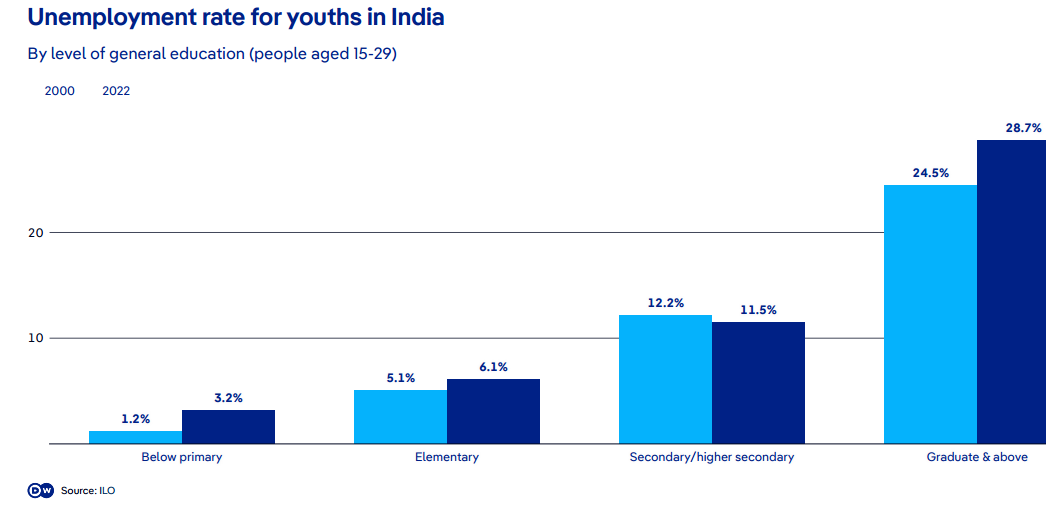 Unemployment rate for youths in India
By level of general education (people aged 15-29)
2000 2022
28.7%
24.5%
20
12.2%
11.5%
10
6.1%
5.1%
3.2%
1.2%
Below primary Elementary Secondary/higher secondary Graduate & above
DW Source: ILO